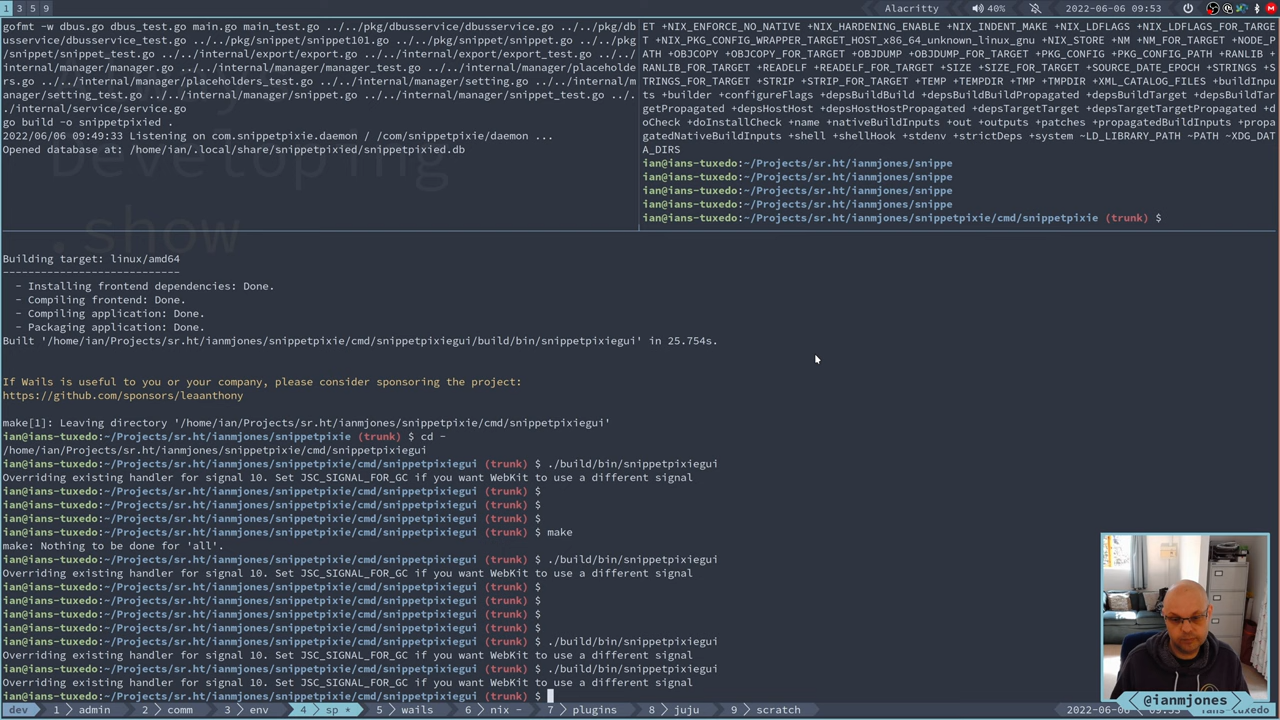 1 3 5 9
Alacritty 40% 2022-06-06 09:53
gofmt -w dbus.go dbus_test.go main.go main_test.go ../../pkg/dbusservice/dbusservice.go ../../pkg/db
usservice/dbusservice_test.go ../../pkg/snippet/snippet101.go ../../pkg/snippet/snippet.go ../../pkg
/snippet/snippet_test.go ../../internal/export/export.go ../../internal/export/export_test.go ../../
internal/manager/manager.go ../../internal/manager/manager_test.go ../../internal/manager/placeholde
rs.go ../../internal/manager/placeholders_test.go ../../internal/manager/setting.go ../../internal/m
anager/setting_test.go ../../internal/manager/snippet.go ../../internal/manager/snippet_test.go ../.
./internal/service/service.go
go build -o snippetpixied .
2022/06/06 09:49:33 Listening on com.snippetpixie.daemon / /com/snippetpixie/daemon ...
Opened database at: /home/ian/.local/share/snippetpixied/snippetpixied.db
Developing
.show
ET +NIX_ENFORCE_NO_NATIVE +NIX_HARDENING_ENABLE +NIX_INDENT_MAKE +NIX_LDFLAGS +NIX_LDFLAGS_FOR_TARGE
T +NIX_PKG_CONFIG_WRAPPER_TARGET_HOST_x86_64_unknown_linux_gnu +NIX_STORE +NM +NM_FOR_TARGET +NODE_P
ATH +OBJCOPY +OBJCOPY_FOR_TARGET +OBJDUMP +OBJDUMP_FOR_TARGET +PKG_CONFIG +PKG_CONFIG_PATH +RANLIB +
RANLIB_FOR_TARGET +READELF +READELF_FOR_TARGET +SIZE +SIZE_FOR_TARGET +SOURCE_DATE_EPOCH +STRINGS +S
TRINGS_FOR_TARGET +STRIP +STRIP_FOR_TARGET +TEMP +TEMPDIR +TMP +TMPDIR +XML_CATALOG_FILES +buildInpu
ts +builder +configureFlags +depsBuildBuild +depsBuildBuildPropagated +depsBuildTarget +depsBuildTar
getPropagated +depsHostHost +depsHostHostPropagated +depsTargetTarget +depsTargetTargetPropagated +d
oCheck +doInstallCheck +name +nativeBuildInputs +out +outputs +patches +propagatedBuildInputs +propa
gatedNativeBuildInputs +shell +shellHook +stdenv +strictDeps +system ~LD_LIBRARY_PATH ~PATH ~XDG_DAT
A_DIRS
ian@ians-tuxedo:~/Projects/sr.ht/ianmjones/snippe
ian@ians-tuxedo:~/Projects/sr.ht/ianmjones/snippe
ian@ians-tuxedo:~/Projects/sr.ht/ianmjones/snippe
ian@ians-tuxedo:~/Projects/sr.ht/ianmjones/snippe
ian@ians-tuxedo:~/Projects/sr.ht/ianmjones/snippetpixie/cmd/snippetpixie (trunk) $
Building target: linux/amd64
----------------------------
- Installing frontend dependencies: Done.
- Compiling frontend: Done.
- Compiling application: Done.
- Packaging application: Done.
Built '/home/ian/Projects/sr.ht/ianmjones/snippetpixie/cmd/snippetpixiegui/build/bin/snippetpixiegui' in 25.754s.
If Wails is useful to you or your company, please consider sponsoring the project:
https://github.com/sponsors/leaanthony
make[1]: Leaving directory '/home/ian/Projects/sr.ht/ianmjones/snippetpixie/cmd/snippetpixiegui'
ian@ians-tuxedo:~/Projects/sr.ht/ianmjones/snippetpixie (trunk) $ cd -
/home/ian/Projects/sr.ht/ianmjones/snippetpixie/cmd/snippetpixiegui
ian@ians-tuxedo:~/Projects/sr.ht/ianmjones/snippetpixie/cmd/snippetpixiegui (trunk) $ ./build/bin/snippetpixiegui
Overriding existing handler for signal 10. Set JSC_SIGNAL_FOR_GC if you want WebKit to use a different signal
ian@ians-tuxedo:~/Projects/sr.ht/ianmjones/snippetpixie/cmd/snippetpixiegui (trunk) $
ian@ians-tuxedo:~/Projects/sr.ht/ianmjones/snippetpixie/cmd/snippetpixiegui (trunk) $
ian@ians-tuxedo:~/Projects/sr.ht/ianmjones/snippetpixie/cmd/snippetpixiegui (trunk) $
ian@ians-tuxedo:~/Projects/sr.ht/ianmjones/snippetpixie/cmd/snippetpixiegui (trunk) $ make
make: Nothing to be done for 'all'.
ian@ians-tuxedo:~/Projects/sr.ht/ianmjones/snippetpixie/cmd/snippetpixiegui (trunk) $ ./build/bin/snippetpixiegui
Overriding existing handler for signal 10. Set JSC_SIGNAL_FOR_GC if you want WebKit to use a different signal
ian@ians-tuxedo:~/Projects/sr.ht/ianmjones/snippetpixie/cmd/snippetpixiegui (trunk) $
ian@ians-tuxedo:~/Projects/sr.ht/ianmjones/snippetpixie/cmd/snippetpixiegui (trunk) $
ian@ians-tuxedo:~/Projects/sr.ht/ianmjones/snippetpixie/cmd/snippetpixiegui (trunk) $
ian@ians-tuxedo:~/Projects/sr.ht/ianmjones/snippetpixie/cmd/snippetpixiegui (trunk) $
ian@ians-tuxedo:~/Projects/sr.ht/ianmjones/snippetpixie/cmd/snippetpixiegui (trunk) $ ./build/bin/snippetpixiegui
Overriding existing handler for signal 10. Set JSC_SIGNAL_FOR_GC if you want WebKit to use a different signal
ian@ians-tuxedo:~/Projects/sr.ht/ianmjones/snippetpixie/cmd/snippetpixiegui (trunk) $ ./build/bin/snippetpixiegui
Overriding existing handler for signal 10. Set JSC_SIGNAL_FOR_GC if you want WebKit to use a different signal
ian@ians-tuxedo:~/Projects/sr.ht/ianmjones/snippetpixie/cmd/snippetpixiegui (trunk) $
@ianmjones
dev 1 admin 2 comm 3 env 4 sp * 5 wails 6 nix - 7 plugins 8 juju 9 scratch 2022-06-06